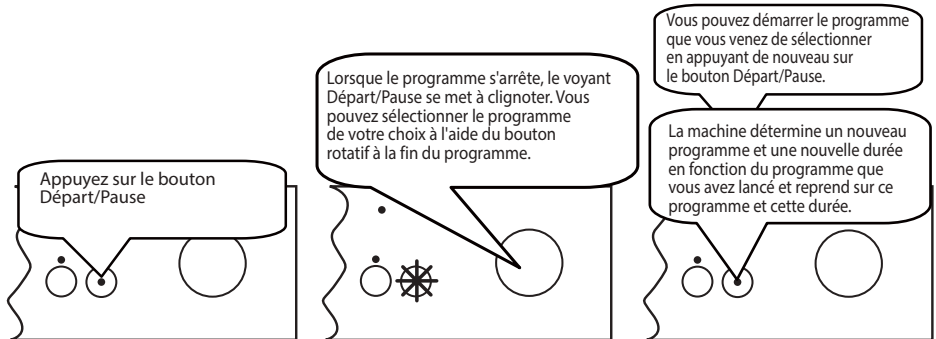 Appuyez sur le bouton
Départ/Pause
Lorsque le programme s'arrête, le voyant
Départ/Pause se met à clignoter. Vous
pouvez sélectionner le programme
de votre choix à l'aide du bouton
rotatif à la fin du programme.
Vous pouvez démarrer le programme
que vous venez de sélectionner
en appuyant de nouveau sur
le bouton Départ/Pause.
La machine détermine un nouveau
programme et une nouvelle durée
en fonction du programme que
vous avez lancé et reprend sur ce
programme et cette durée.